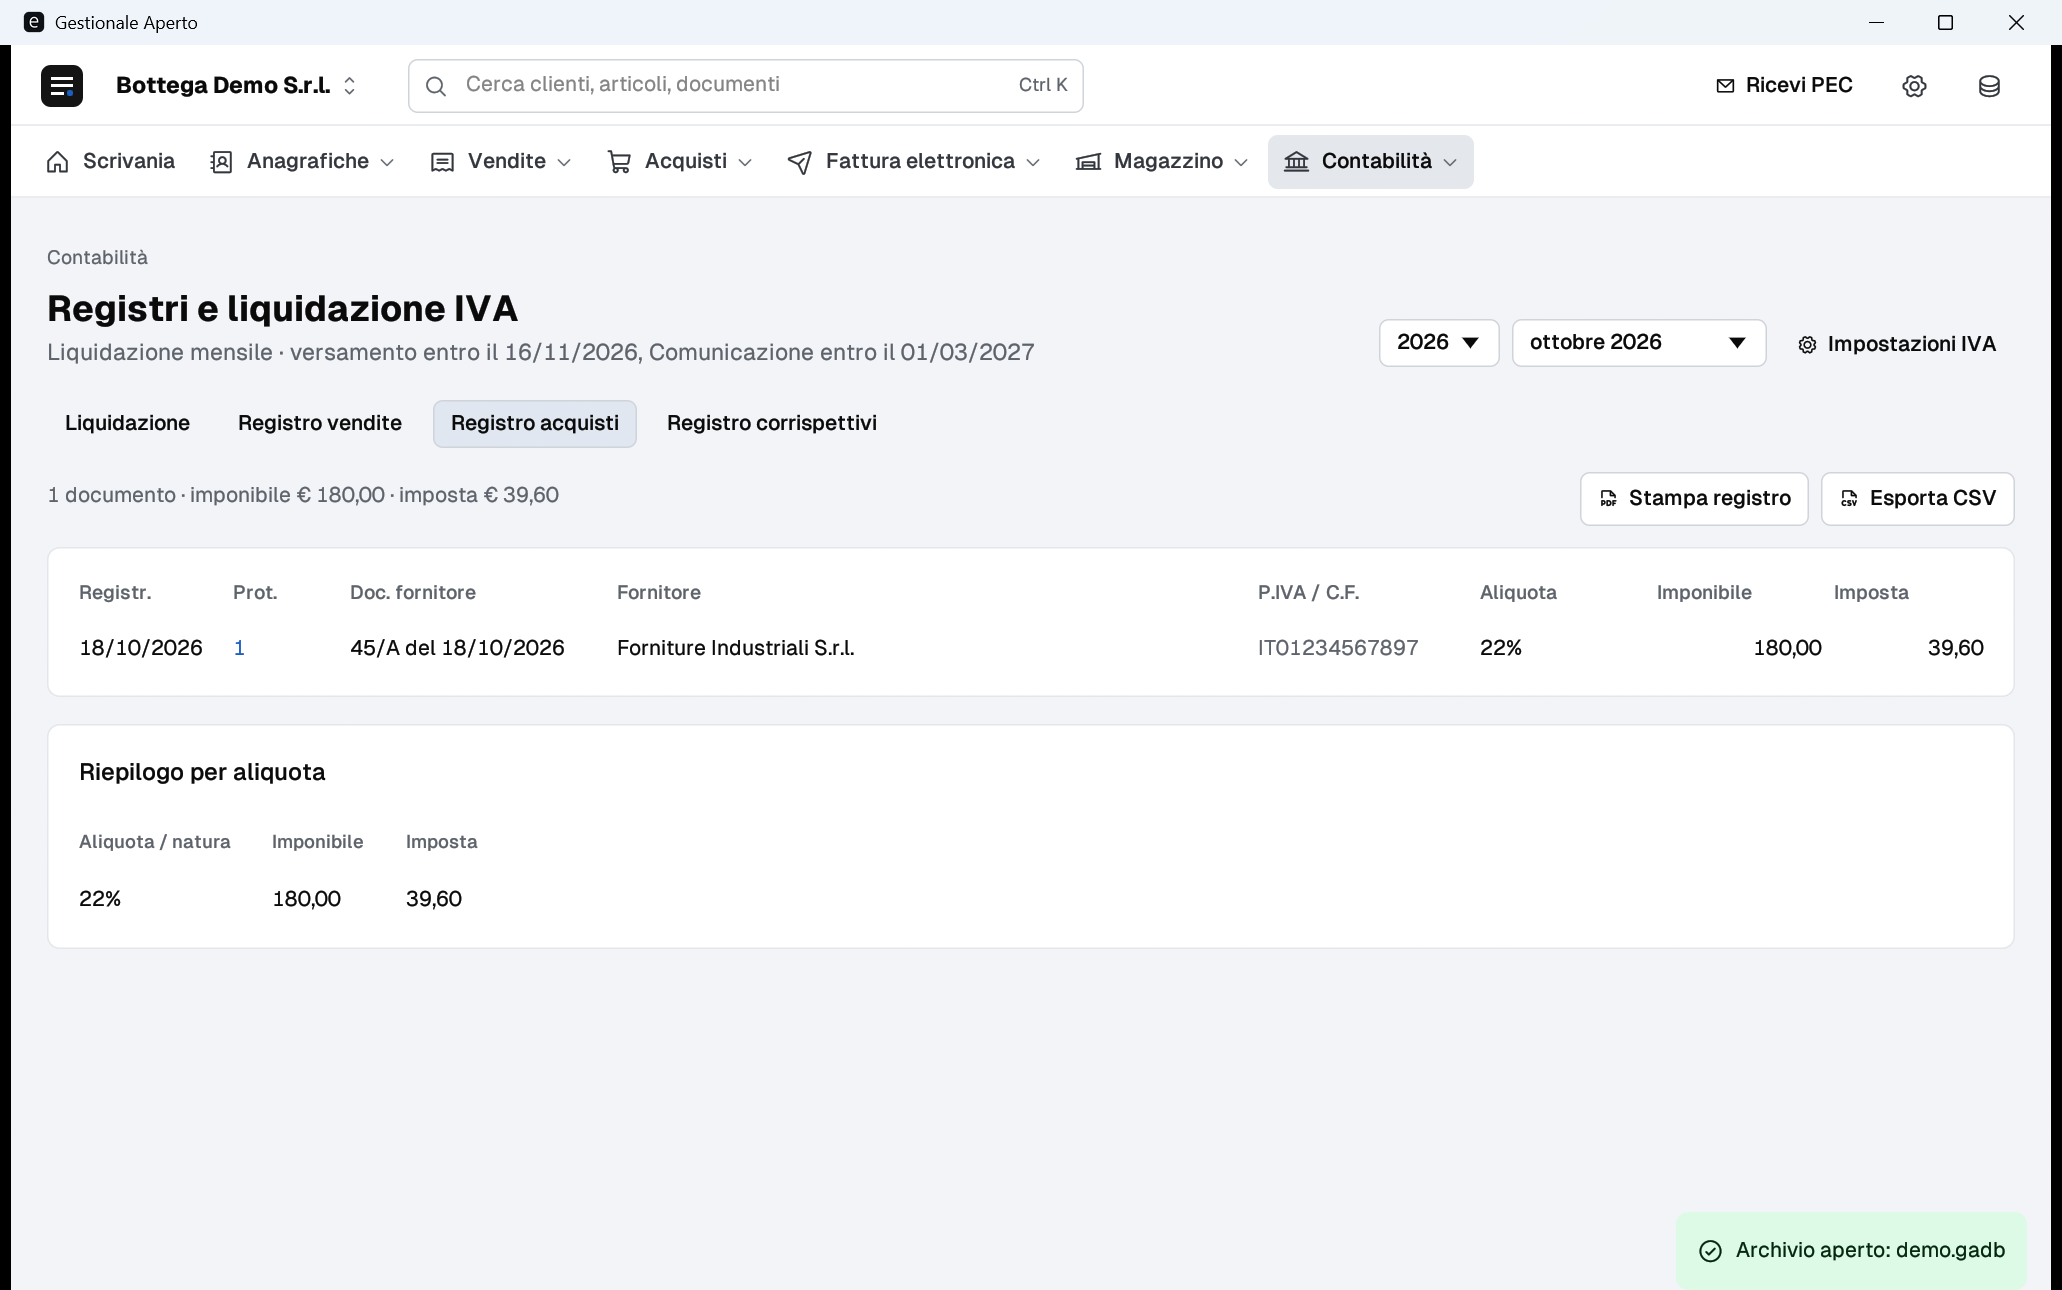 Gestionale Aperto
Bottega Demo S.r.l.
Cerca clienti, articoli, documenti
Ctrl K
Ricevi PEC
Scrivania
Anagrafiche
Vendite
Acquisti
Fattura elettronica
Magazzino
Contabilità
Contabilità
Registri e liquidazione IVA
Liquidazione mensile · versamento entro il 16/11/2026, Comunicazione entro il 01/03/2027
2026
ottobre 2026
Impostazioni IVA
Liquidazione
Registro vendite
Registro acquisti
Registro corrispettivi
1 documento · imponibile € 180,00 · imposta € 39,60
PDF Stampa registro
CSV Esporta CSV
Registr. Prot. Doc. fornitore Fornitore P.IVA / C.F. Aliquota Imponibile Imposta
18/10/2026 1 45/A del 18/10/2026 Forniture Industriali S.r.l. IT01234567897 22% 180,00 39,60
Riepilogo per aliquota
Aliquota / natura Imponibile Imposta
22% 180,00 39,60
Archivio aperto: demo.gadb